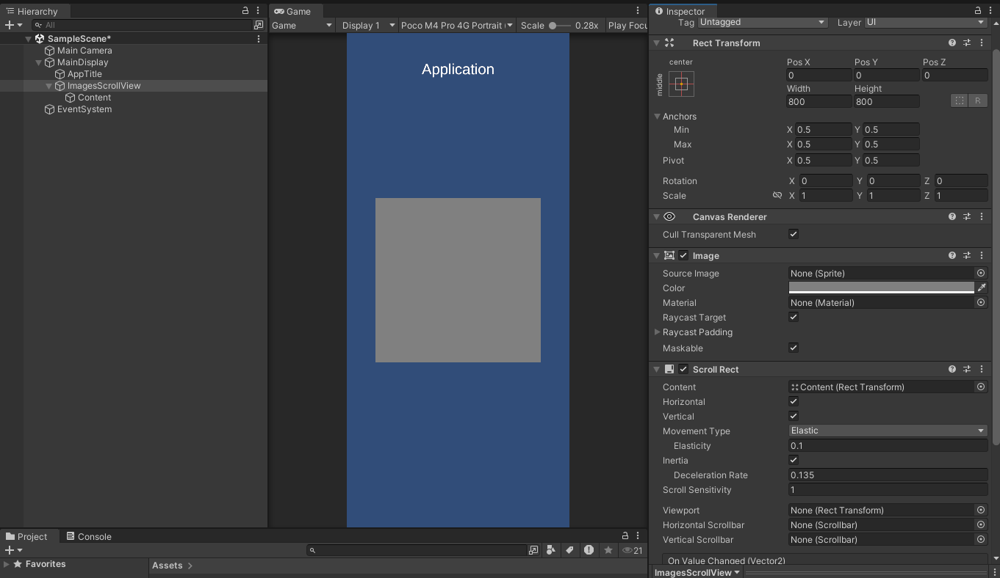 Hierarchy
All
SampleScene*
Main Camera
MainDisplay
AppTitle
ImagesScrollView
Content
EventSystem
Game
Game Display 1 Poco M4 Pro 4G Portrait ( Scale 0.28x Play Focu
Application
Inspector
Tag Untagged Layer UI
Rect Transform
center
middle
Pos X Pos Y Pos Z
0 0 0
Width Height
800 800
R
Anchors
Min X 0.5 Y 0.5
Max X 0.5 Y 0.5
Pivot X 0.5 Y 0.5
Rotation X 0 Y 0 Z 0
Scale X 1 Y 1 Z 1
Canvas Renderer
Cull Transparent Mesh
Image
Source Image None (Sprite)
Color
Material None (Material)
Raycast Target
Raycast Padding
Maskable
Scroll Rect
Content Content (Rect Transform)
Horizontal
Vertical
Movement Type Elastic
Elasticity 0.1
Inertia
Deceleration Rate 0.135
Scroll Sensitivity 1
Viewport None (Rect Transform)
Horizontal Scrollbar None (Scrollbar)
Vertical Scrollbar None (Scrollbar)
On Value Changed (Vector2)
ImagesScrollView
Project Console
21
Favorites
Assets >